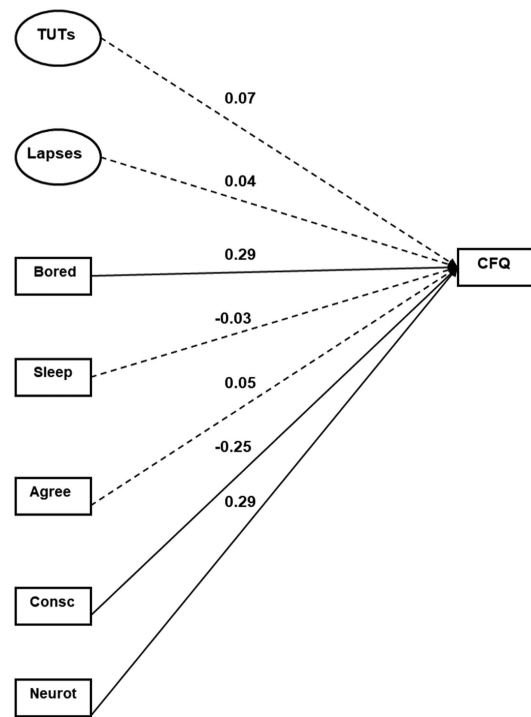 TUTs
0.07
Lapses
0.04
Bored
0.29
CFQ
-0.03
Sleep
0.05
Agree
-0.25
0.29
Consc
Neurot